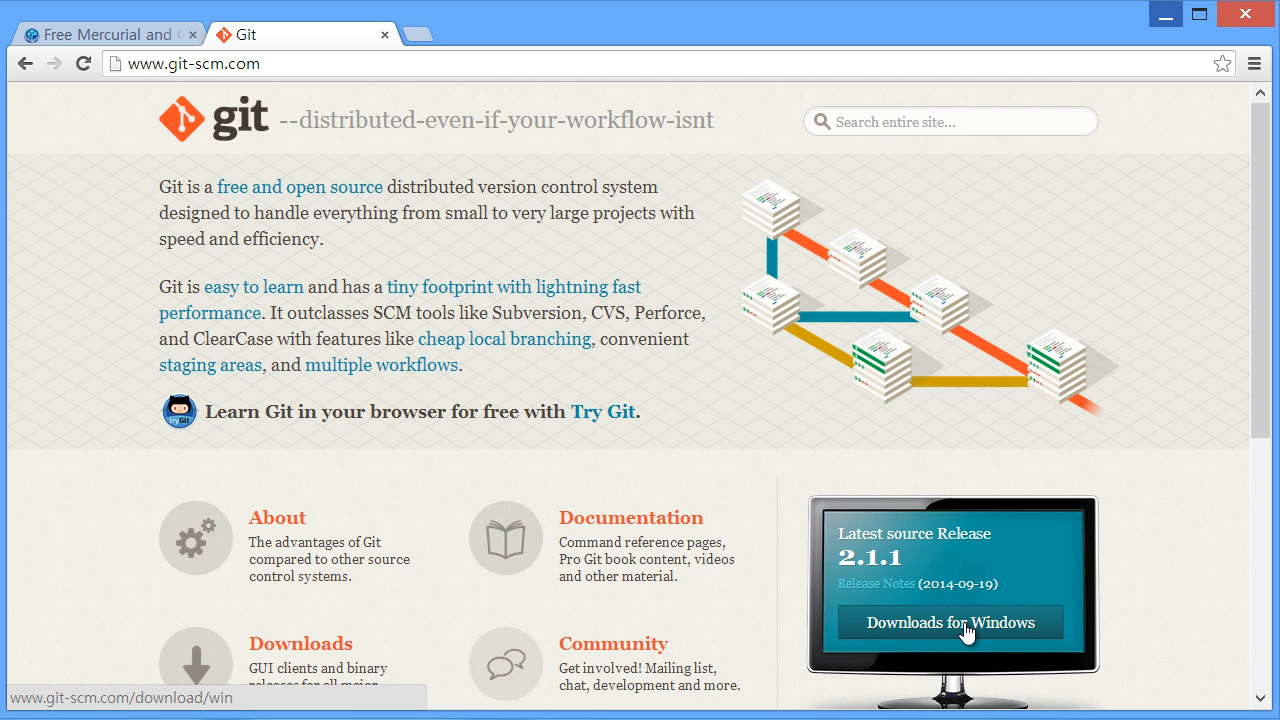 Free Mercurial and
Git
www.git-scm.com
git --distributed-even-if-your-workflow-isnt
Search entire site...
Git is a free and open source distributed version control system
designed to handle everything from small to very large projects with
speed and efficiency.
Git is easy to learn and has a tiny footprint with lightning fast
performance. It outclasses SCM tools like Subversion, CVS, Perforce,
and ClearCase with features like cheap local branching, convenient
staging areas, and multiple workflows.
tryGit
Learn Git in your browser for free with Try Git.
About
The advantages of Git
compared to other source
control systems.
Documentation
Command reference pages,
Pro Git book content, videos
and other material.
Latest source Release
2.1.1
Release Notes (2014-09-19)
Downloads for Windows
Downloads
GUI clients and binary
releases for all major
Community
Get involved! Mailing list,
chat, development and more.
www.git-scm.com/download/win